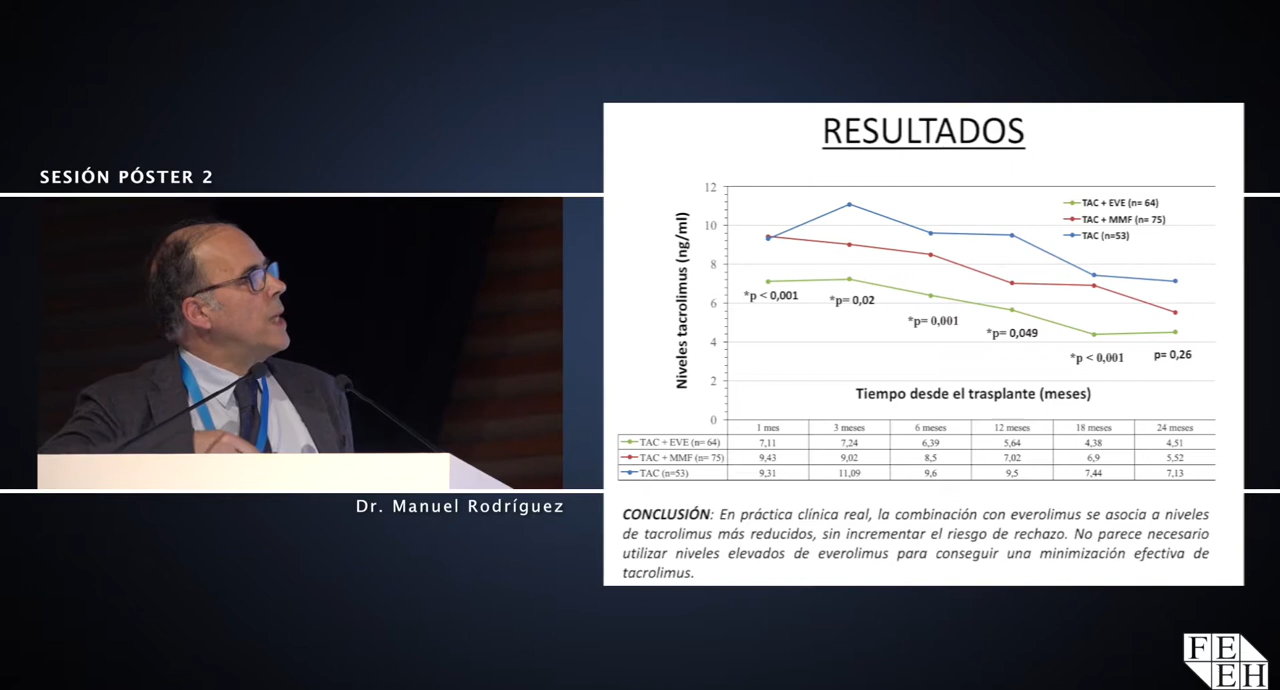 SESIÓN PÓSTER 2
Dr. Manuel Rodríguez
RESULTADOS
Niveles tacrolimus (ng/ml)
12
10
8
6
4
2
0
TAC + EVE (n= 64)
TAC + MMF (n= 75)
TAC (n=53)
*p < 0,001
*p= 0,02
*p= 0,001
*p= 0,049
*p < 0,001
p= 0,26
Tiempo desde el trasplante (meses)
1 mes 3 meses 6 meses 12 meses 18 meses 24 meses
TAC + EVE (n= 64) 7,11 7,24 6,39 5,64 4,38 4,51
TAC + MMF (n= 75) 9,43 9,02 8,5 7,02 6,9 5,52
TAC (n=53) 9,31 11,09 9,6 9,5 7,44 7,13
CONCLUSIÓN: En práctica clínica real, la combinación con everolimus se asocia a niveles
de tacrolimus más reducidos, sin incrementar el riesgo de rechazo. No parece necesario
utilizar niveles elevados de everolimus para conseguir una minimización efectiva de
tacrolimus.
FE
EH